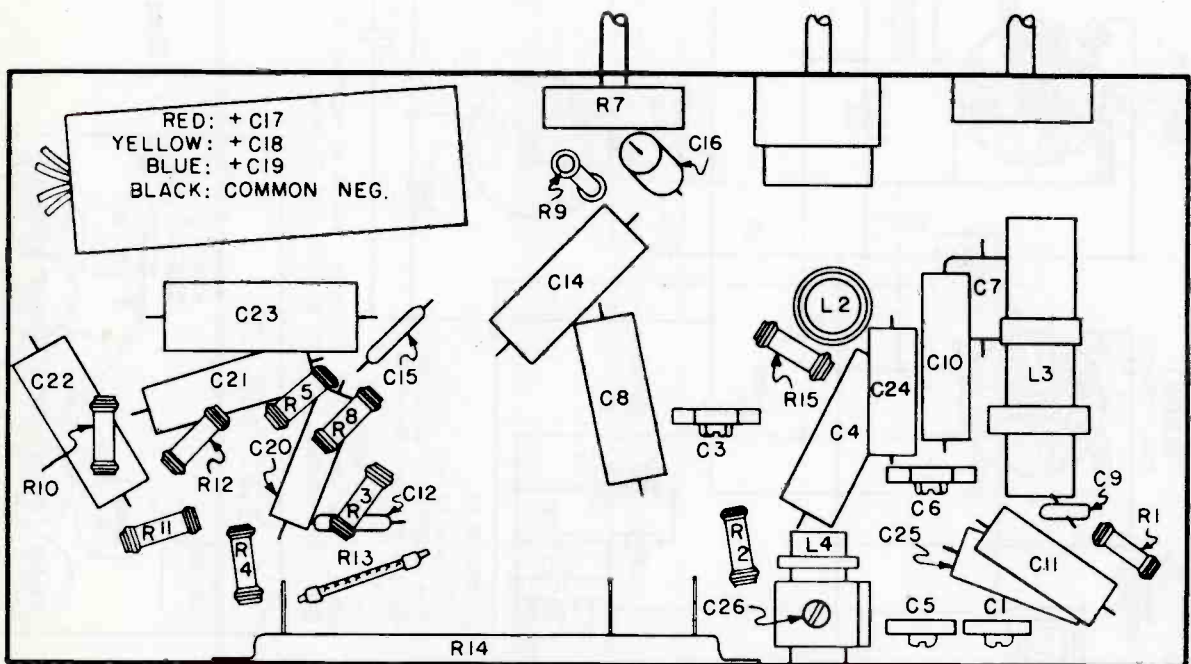 RED: +C17
YELLOW: +C18
BLUE: +C19
BLACK: COMMON NEG.
R7
C16
R9
C14
C7
L2
C23
C15
C10
C22
C21
R5
R15
C24
L3
C8
R8
C4
C3
R10
R12
C20
C6
C9
R3
C12
R11
R4
R13
R2
L4
C25
C11
R1
C26
C5
C1
R14